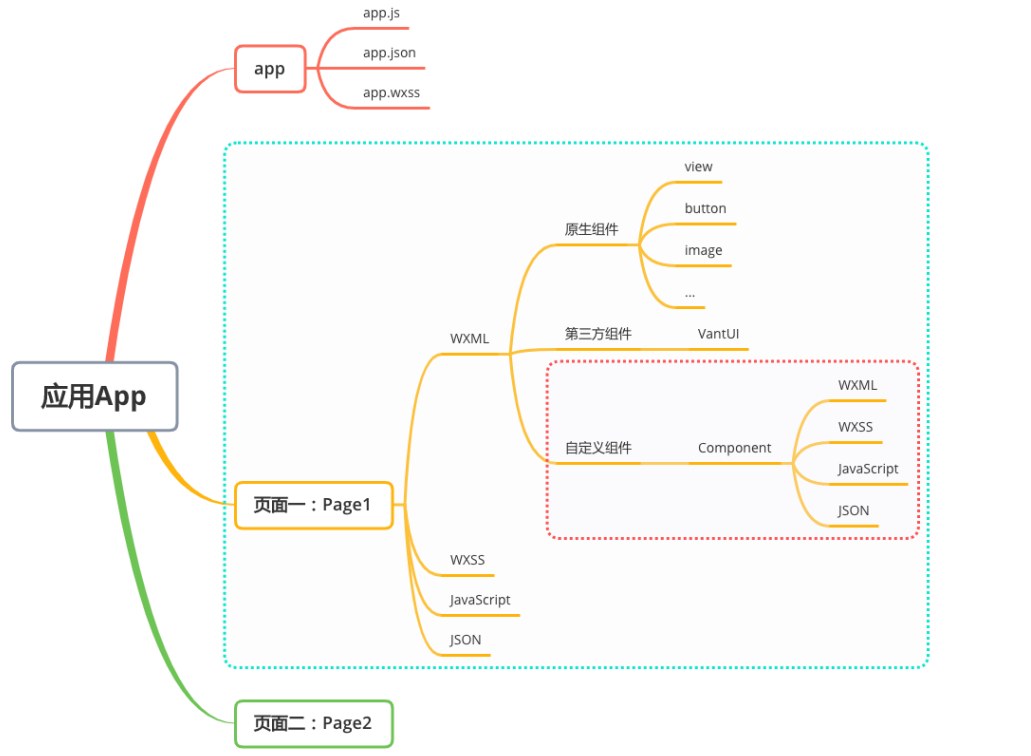 app.js
app.json
app.wxss
app
view
button
image
...
原生组件
WXML
第三方组件
VantUI
自定义组件
Component
WXML
WXSS
JavaScript
JSON
应用App
页面一：Page1
WXSS
JavaScript
JSON
页面二：Page2